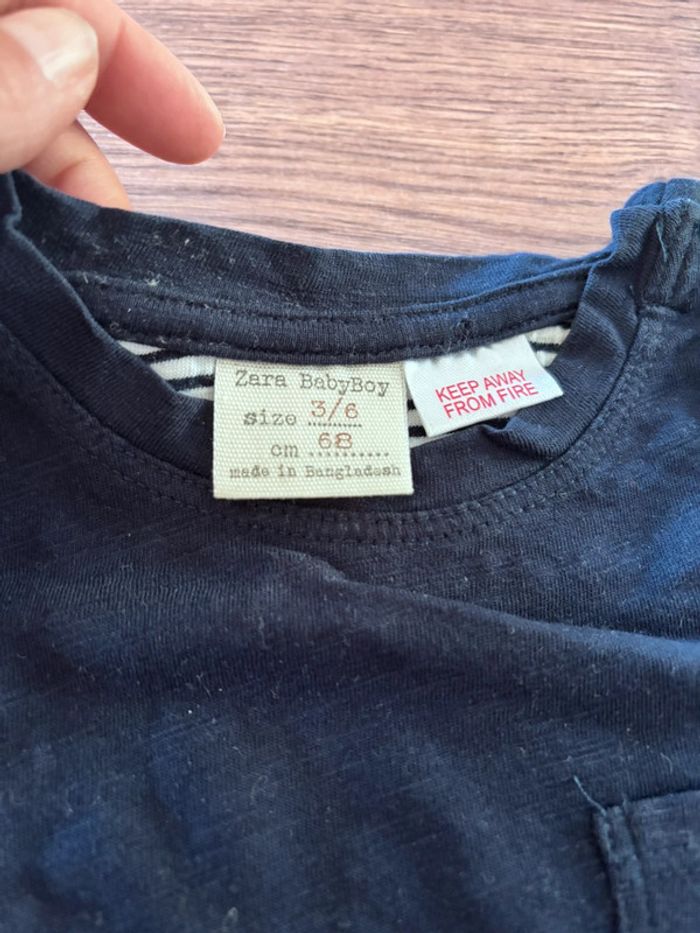 Zara BabyBoy
size 3/6
cm 68
made in Bangladesh
KEEP AWAY
FROM FIRE